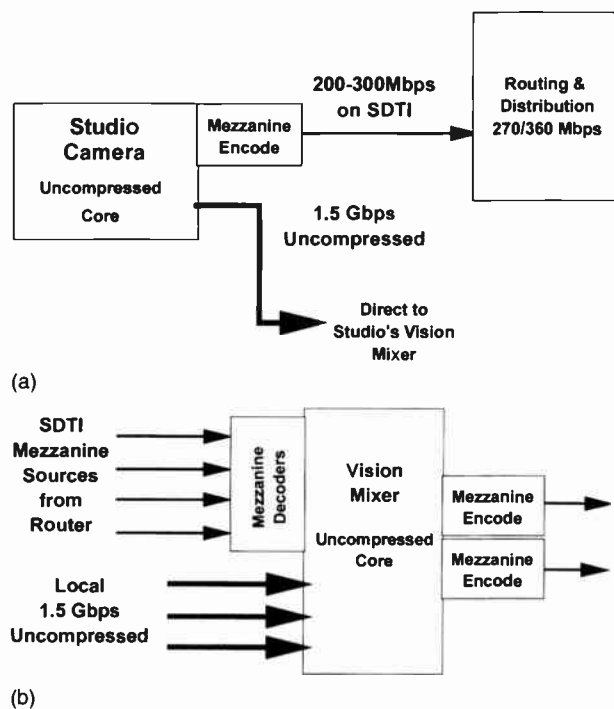 200-300Mbps
on SDTI
Routing &
Distribution
270/360 Mbps
Studio
Camera
Uncompressed
Core
Mezzanine
Encode
1.5 Gbps
Uncompressed
Direct to
Studio's Vision
Mixer
(a)
SDTI
Mezzanine
Sources
from
Router
Mezzanine
Decoders
Vision
Mixer
Uncompressed
Core
Mezzanine
Encode
Mezzanine
Encode
Local
1.5 Gbps
Uncompressed
(b)